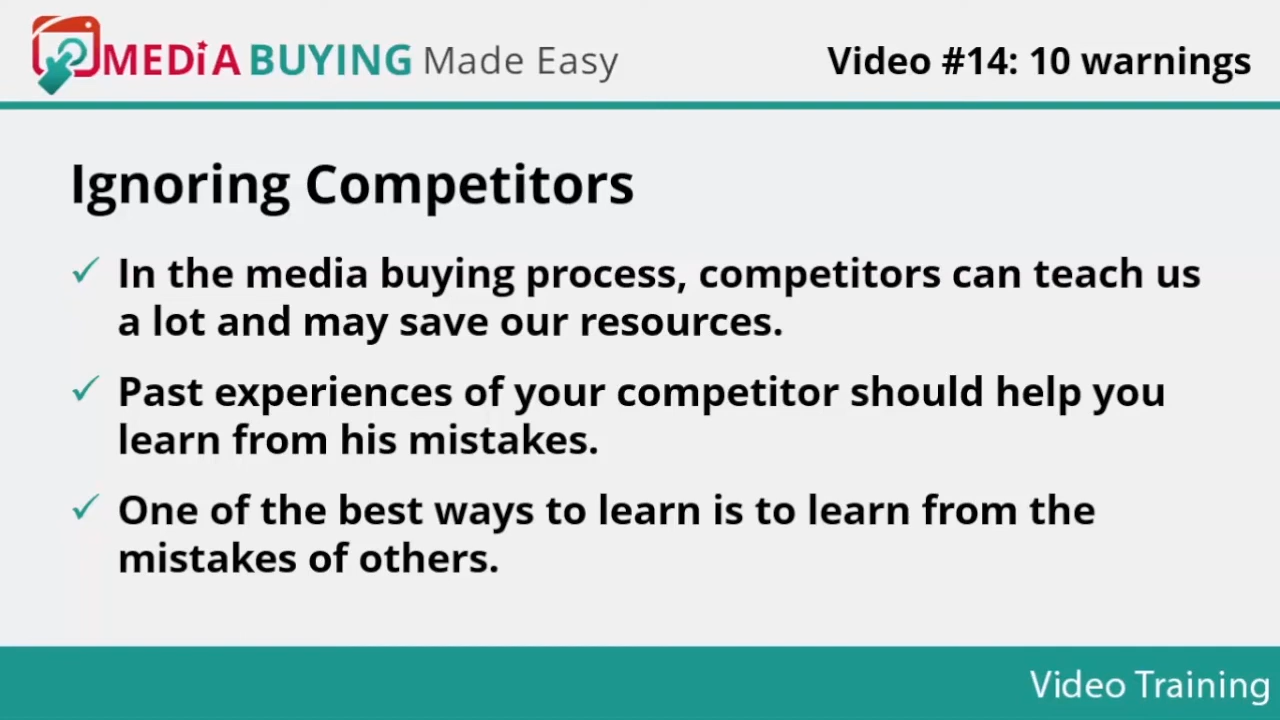 MEDiA BUYING Made Easy
Video #14: 10 warnings
Ignoring Competitors
✓ In the media buying process, competitors can teach us
a lot and may save our resources.
✓ Past experiences of your competitor should help you
learn from his mistakes.
✓ One of the best ways to learn is to learn from the
mistakes of others.
Video Training